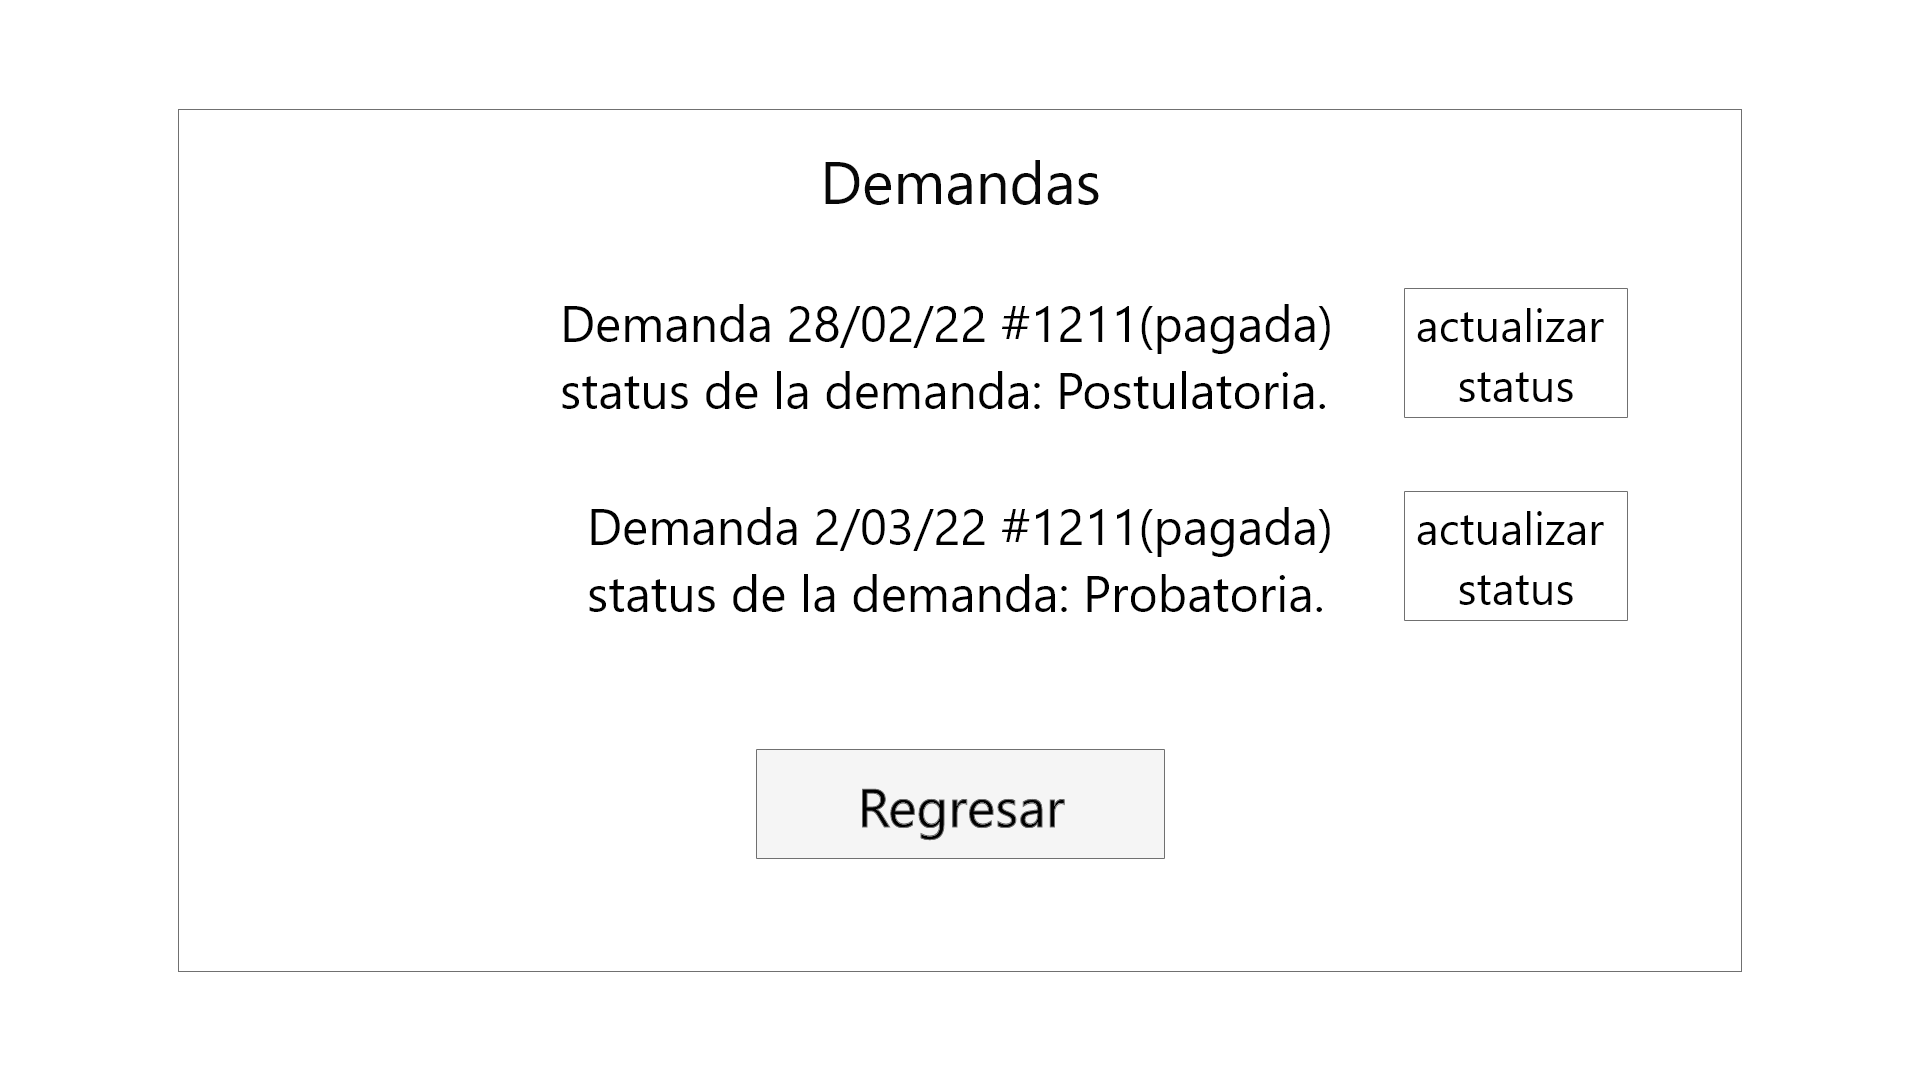 Demandas
Demanda 28/02/22 #1211(pagada)
status de la demanda: Postulatoria.
actualizar
status
Demanda 2/03/22 #1211(pagada)
status de la demanda: Probatoria.
actualizar
status
Regresar